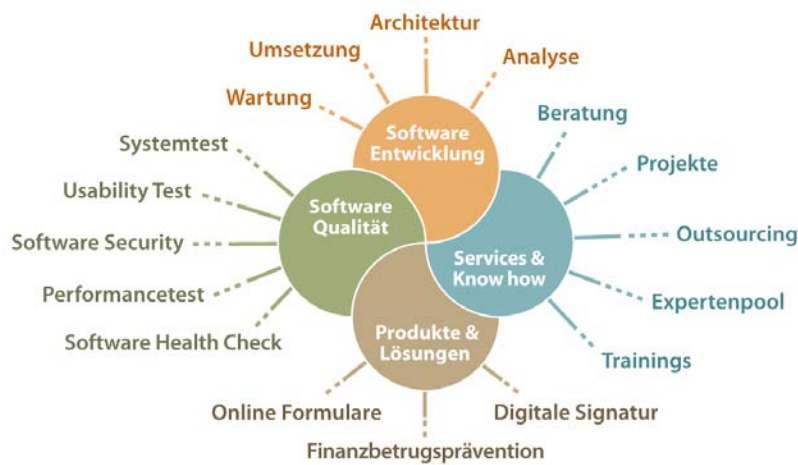 Architektur
Umsetzung
Analyse
Wartung
Software
Entwicklung
Beratung
Projekte
Outsourcing
Expertenpool
Trainings
Services &
Know how
Systemtest
Usability Test
Software Security
Performancetest
Software Health Check
Software
Qualität
Produkte &
Lösungen
Online Formulare
Finanzbetrugsprävention
Digitale Signatur